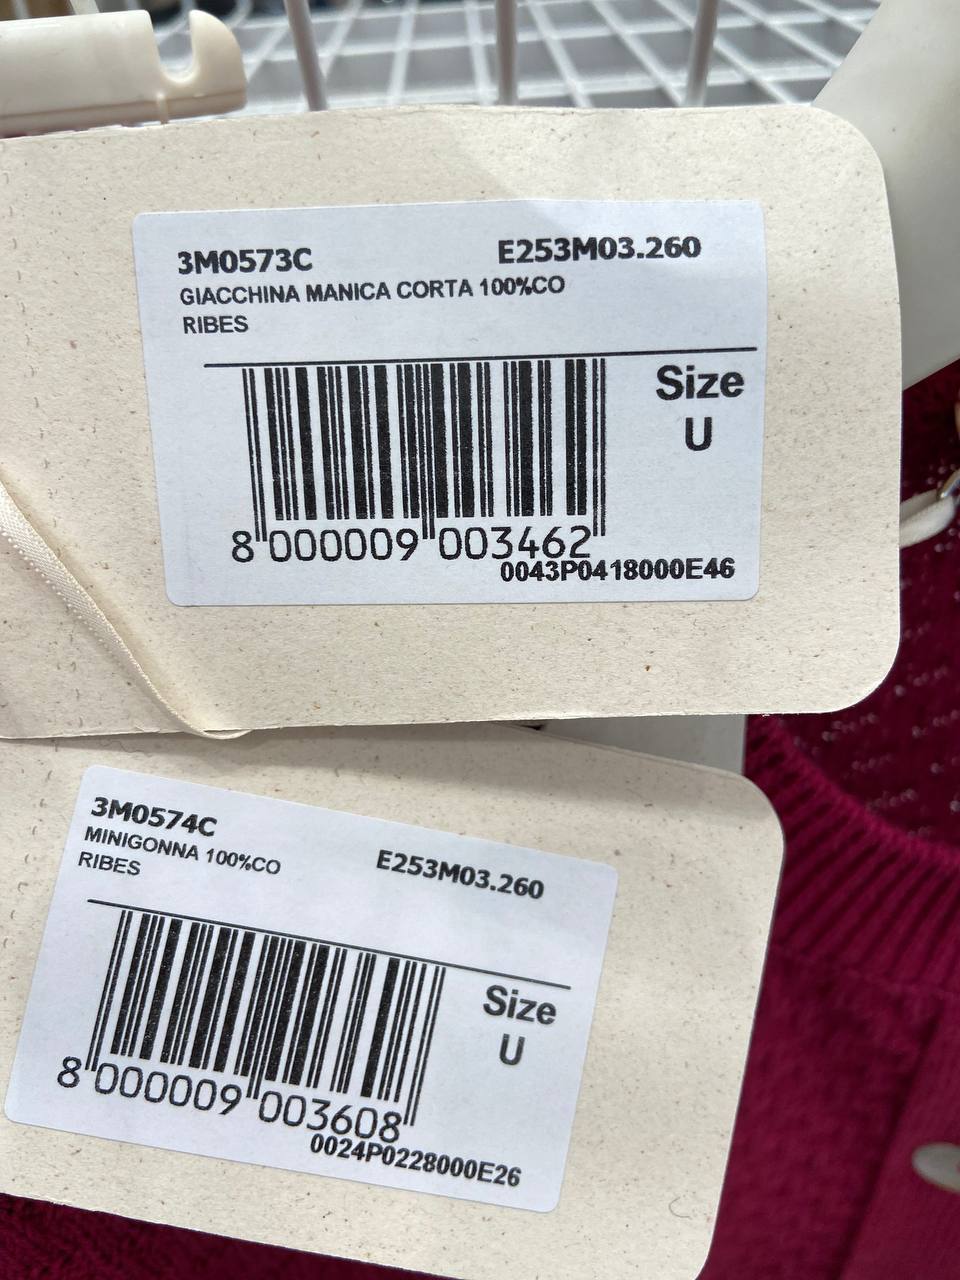 3M0573C E253M03.260
GIACCHINA MANICA CORTA 100%CO
RIBES
Size
U
8 000009 003462
0043P0418000E46
3M0574C E253M03.260
MINIGONNA 100%CO
RIBES
Size
U
8 000009 003608
0024P0228000E26